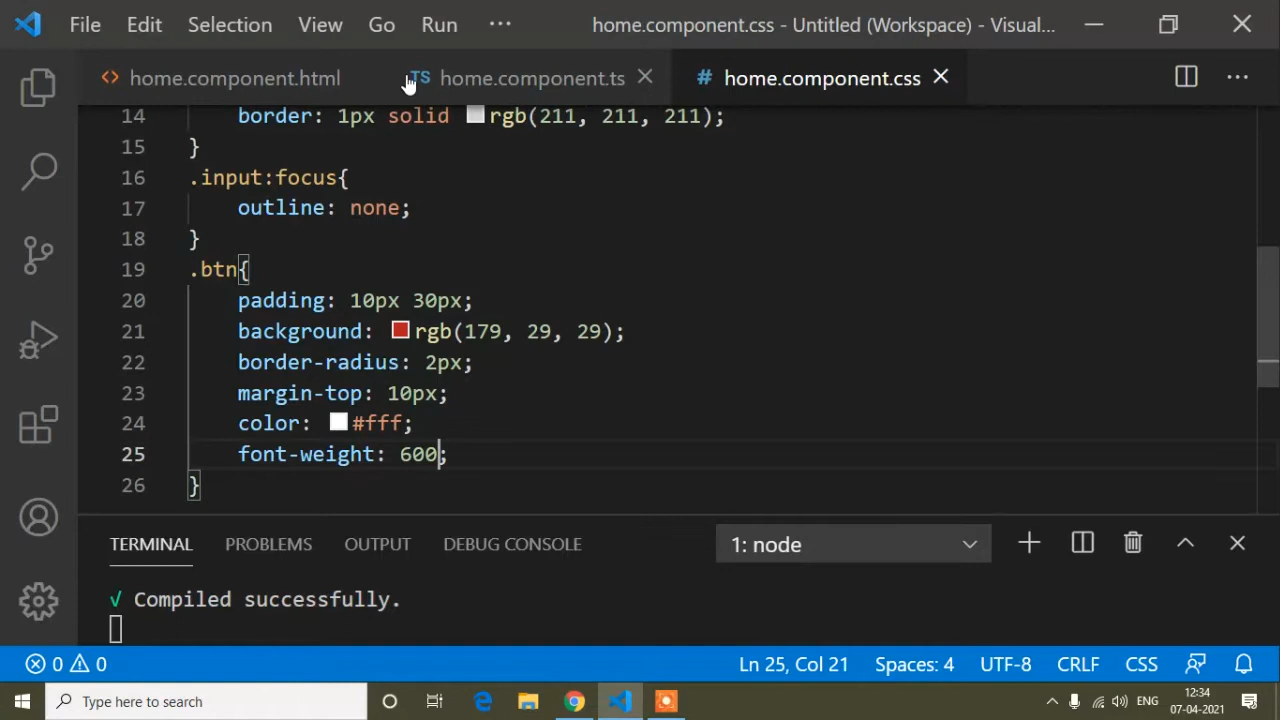 File Edit Selection View Go Run ··· home.component.css - Untitled (Workspace) - Visual...
<> home.component.html TS home.component.ts # home.component.css
14 border: 1px solid rgb(211, 211, 211);
15 }
16 .input:focus{
17 outline: none;
18 }
19 .btn{
20 padding: 10px 30px;
21 background: rgb(179, 29, 29);
22 border-radius: 2px;
23 margin-top: 10px;
24 color: #fff;
25 font-weight: 600;
26 }
TERMINAL PROBLEMS OUTPUT DEBUG CONSOLE 1: node
√ Compiled successfully.
0 0 Ln 25, Col 21 Spaces: 4 UTF-8 CRLF CSS
Type here to search ENG 12:34
07-04-2021